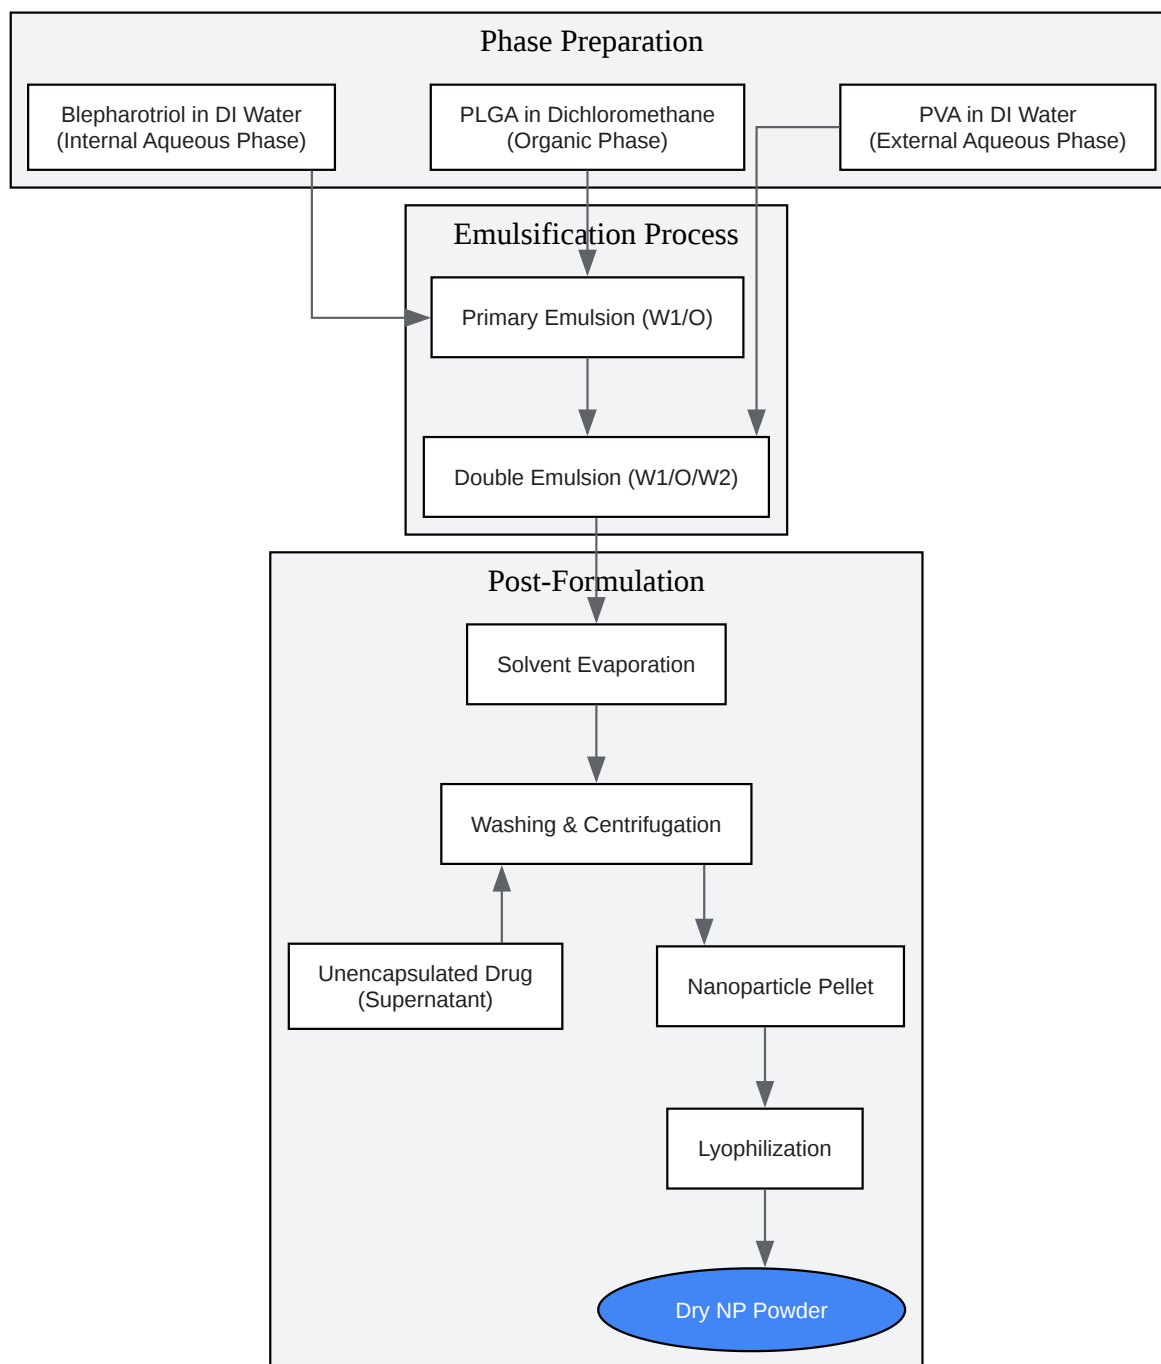 Phase Preparation
Blepharotriol in DI Water
(Internal Aqueous Phase)
PLGA in Dichloromethane
(Organic Phase)
PVA in DI Water
(External Aqueous Phase)
Emulsification Process
Primary Emulsion (W1/O)
Double Emulsion (W1/O/W2)
Post-Formulation
Solvent Evaporation
Washing & Centrifugation
Unencapsulated Drug
(Supernatant)
Nanoparticle Pellet
Lyophilization
Dry NP Powder